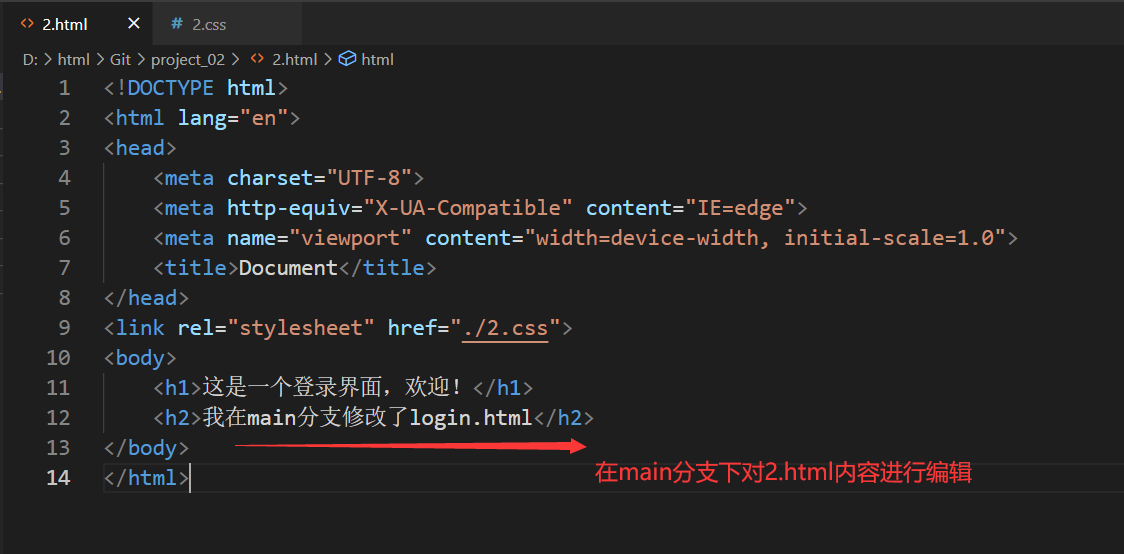 2.html × # 2.css
D: > html > Git > project_02 > 2.html > html
1 <!DOCTYPE html>
2 <html lang="en">
3 <head>
4 <meta charset="UTF-8">
5 <meta http-equiv="X-UA-Compatible" content="IE=edge">
6 <meta name="viewport" content="width=device-width, initial-scale=1.0">
7 <title>Document</title>
8 </head>
9 <link rel="stylesheet" href="./2.css">
10 <body>
11 <h1>这是一个登录界面，欢迎！</h1>
12 <h2>我在main分支修改了login.html</h2>
13 </body>
14 </html>
在main分支下对2.html内容进行编辑